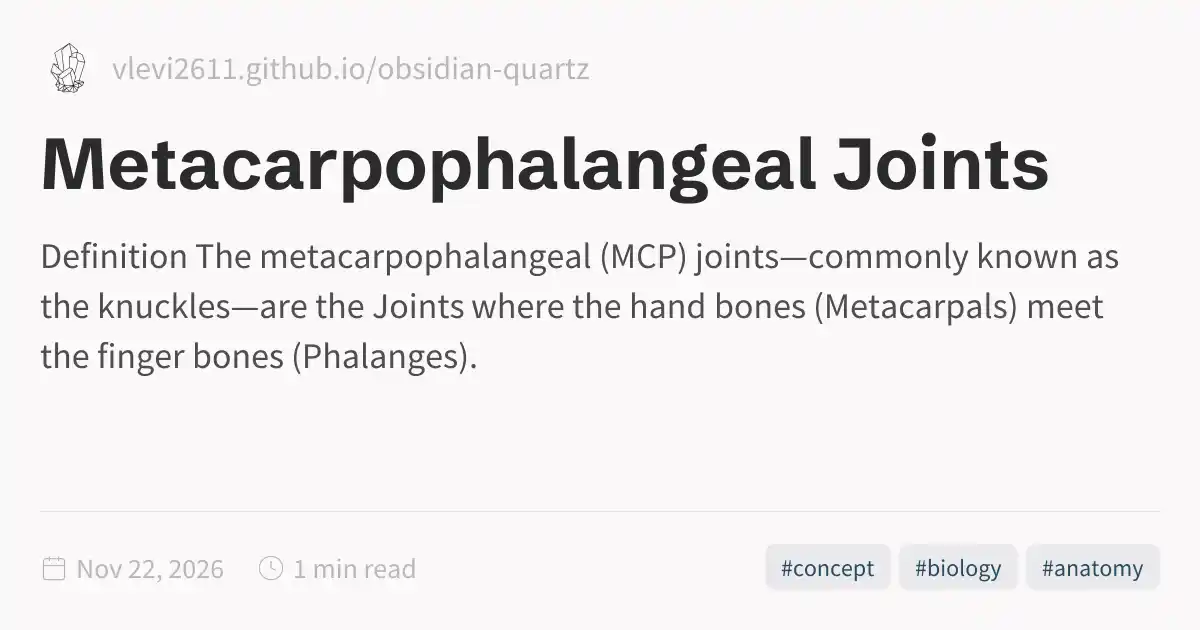 vlevi2611.github.io/obsidian-quartz
Metacarpophalangeal Joints
Definition The metacarpophalangeal (MCP) joints—commonly known as
the knuckles—are the Joints where the hand bones (Metacarpals) meet
the finger bones (Phalanges).
Nov 22, 2026 1 min read #concept #biology #anatomy